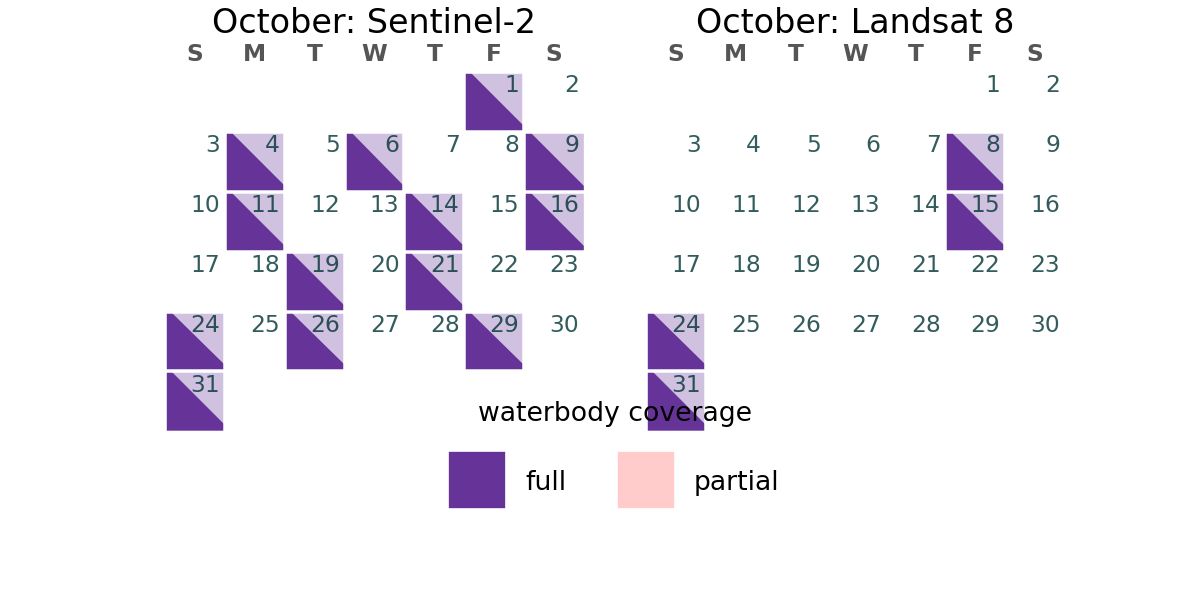 October: Sentinel-2
S M T W T F S
1 2
3 4 5 6 7 8 9
10 11 12 13 14 15 16
17 18 19 20 21 22 23
24 25 26 27 28 29 30
31
October: Landsat 8
S M T W T F S
1 2
3 4 5 6 7 8 9
10 11 12 13 14 15 16
17 18 19 20 21 22 23
24 25 26 27 28 29 30
31
waterbody coverage
full partial